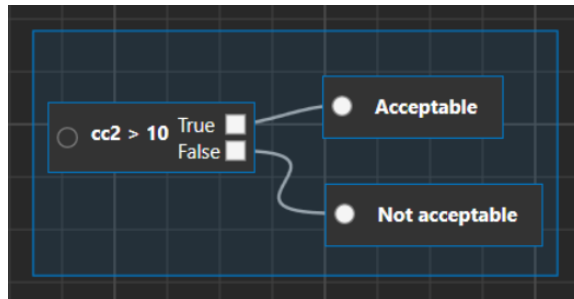 cc2 > 10
True
False
Acceptable
Not acceptable